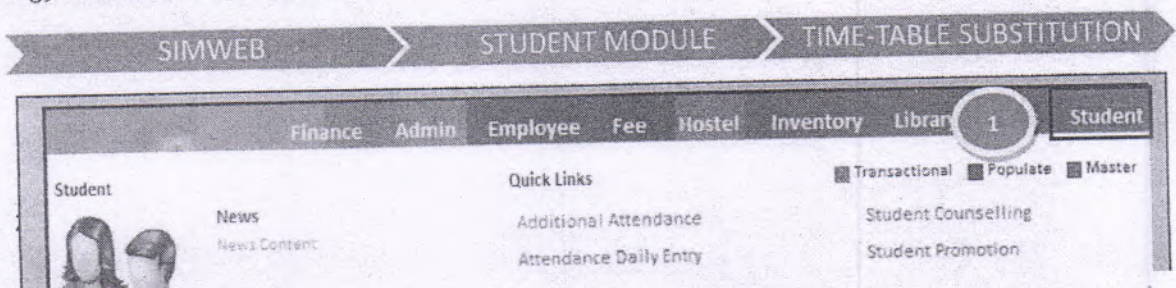 SIMWEB STUDENT MODULE TIME-TABLE SUBSTITUTION
Finance Admin Employee Fee Hostel Inventory 1 Student
Student
Quick Links
Transactional Populate Master
News
News Content
Additional Attendance
Attendance Daily Entry
Student Counselling
Student Promotion